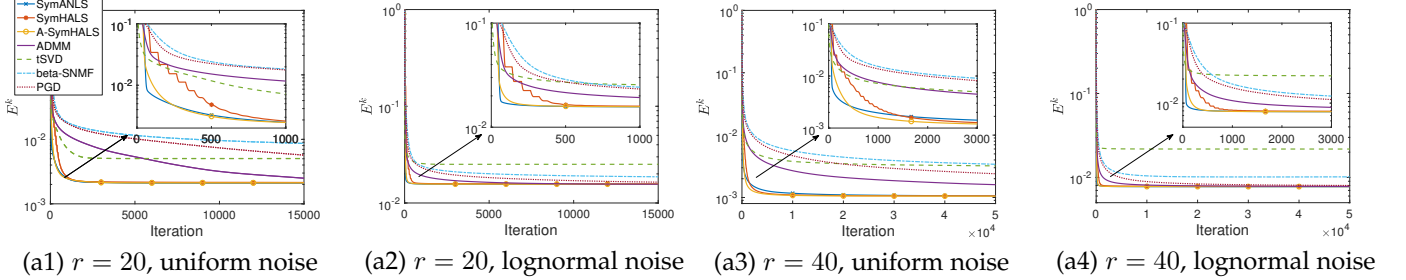 SymANLS
SymHALS
A-SymHALS
ADMM
tSVD
beta-SNMF
PGD
E^k
10^-2
10^-3
0 5000 10000 15000
Iteration
10^-1
10^-2
0 500 1000
E^k
10^0
10^-1
10^-2
0 5000 10000 15000
Iteration
10^-1
10^-2
0 500 1000
E^k
10^0
10^-1
10^-2
10^-3
0 1 2 3 4 5
×10^4
Iteration
10^-1
10^-2
10^-3
0 1000 2000 3000
E^k
10^0
10^-1
10^-2
0 1 2 3 4 5
×10^4
Iteration
10^-1
10^-2
0 1000 2000 3000
(a1) r = 20, uniform noise
(a2) r = 20, lognormal noise
(a3) r = 40, uniform noise
(a4) r = 40, lognormal noise